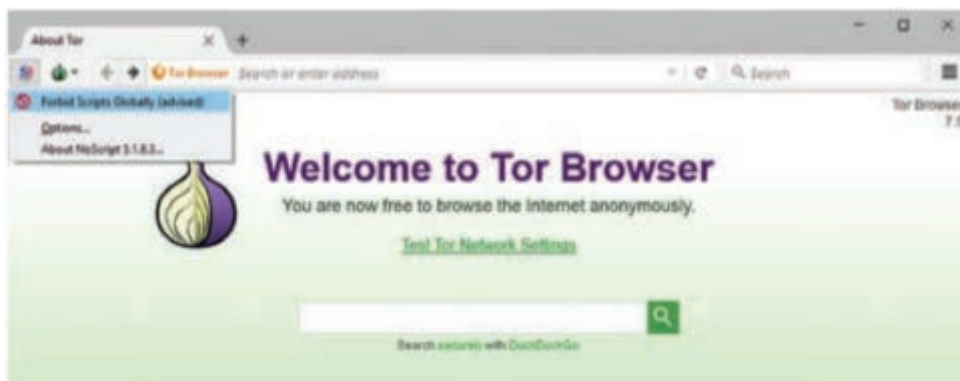 About Tor
Tor Browser Search or enter address Search
Forbid Scripts Globally (advised)
Options...
About NoScript 5.1.8.3...
Tor Browser
Welcome to Tor Browser
You are now free to browse the Internet anonymously.
Test Tor Network Settings
Search securely with DuckDuckGo